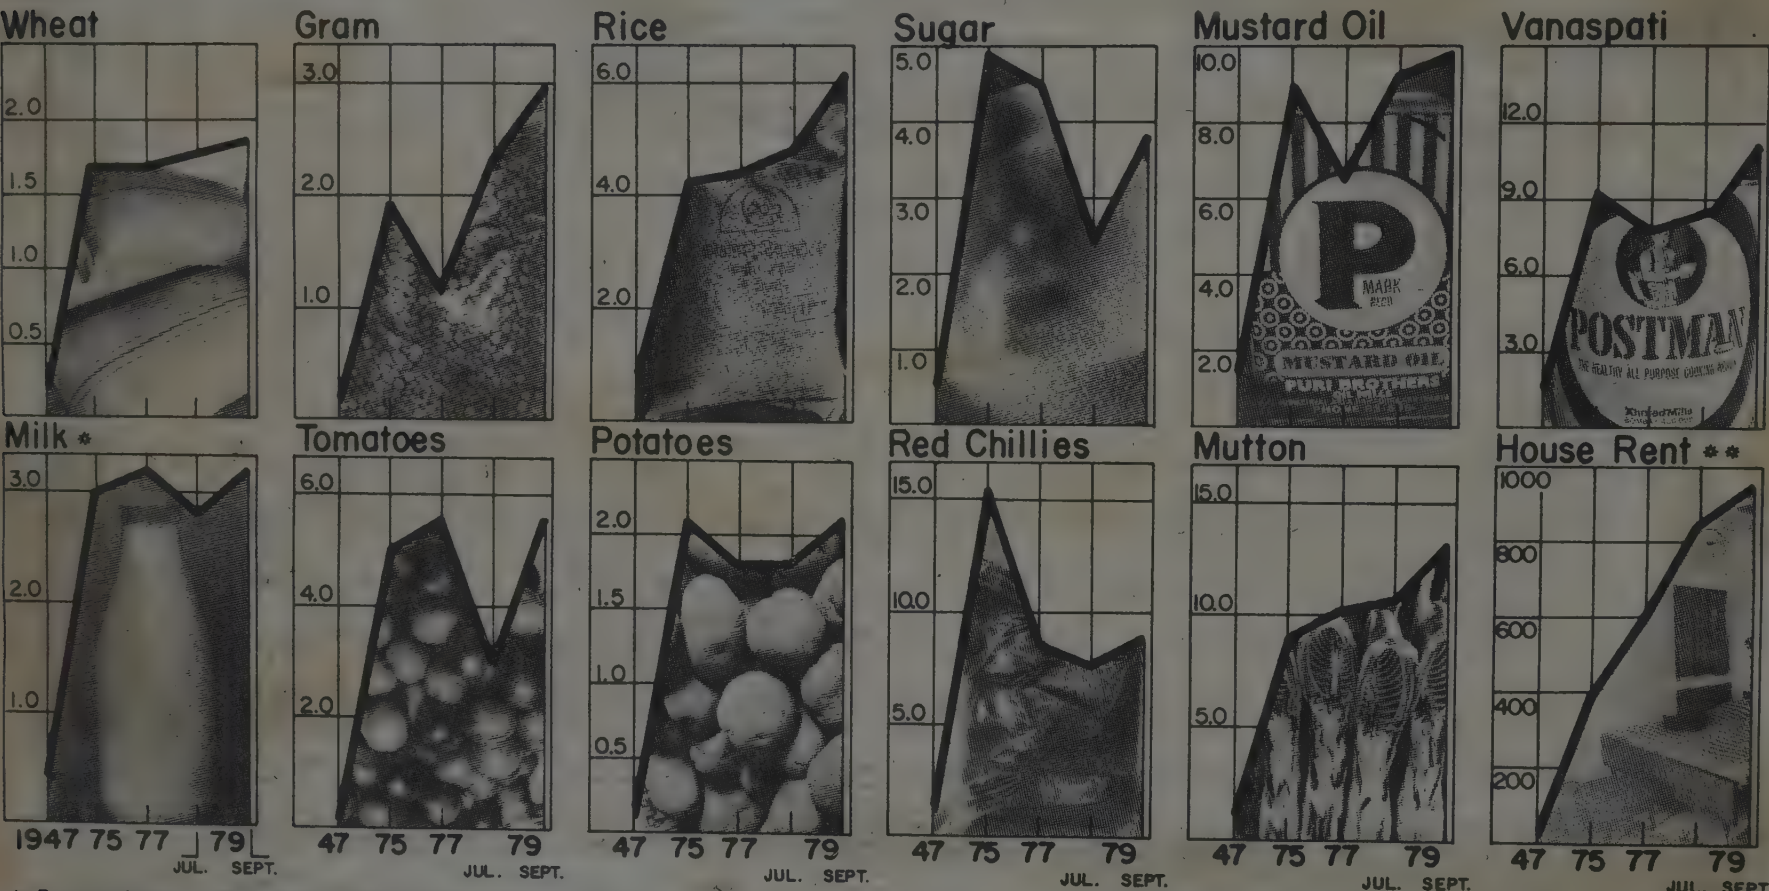 Wheat
2.0
1.5
1.0
0.5
Gram
3.0
2.0
1.0
Rice
6.0
4.0
2.0
Sugar
5.0
4.0
3.0
2.0
1.0
Mustard Oil
10.0
8.0
6.0
4.0
2.0
P
MARK
MUSTARD OIL
PURI BROTHERS
OIL MILLS
Vanaspati
12.0
9.0
6.0
3.0
POSTMAN
THE HEALTHY ALL PURPOSE COOKING MEDIUM
Milk *
3.0
2.0
1.0
1947 75 77 79
JUL. SEPT.
Tomatoes
6.0
4.0
2.0
47 75 77 79
JUL. SEPT.
Potatoes
2.0
1.5
1.0
0.5
47 75 77 79
JUL. SEPT.
Red Chillies
15.0
10.0
5.0
47 75 77 79
JUL. SEPT.
Mutton
15.0
10.0
5.0
47 75 77 79
JUL. SEPT.
House Rent **
1000
800
600
400
200
47 75 77 79
JUL. SEPT.